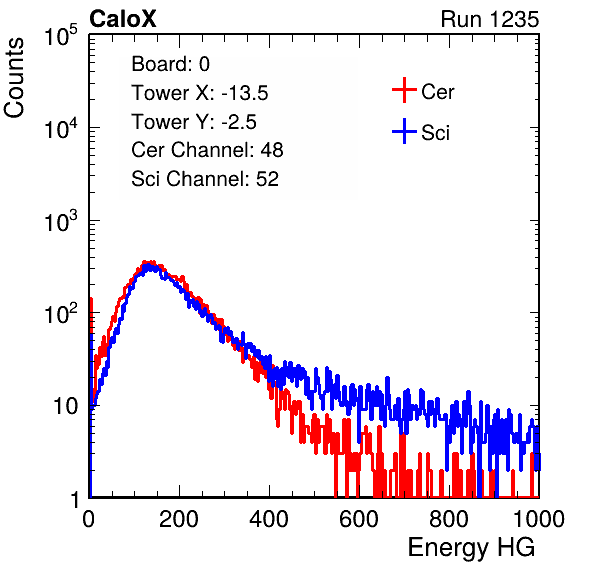 CaloX Run 1235
Counts
Board: 0
Tower X: -13.5
Tower Y: -2.5
Cer Channel: 48
Sci Channel: 52
Cer
Sci
10^5
10^4
10^3
10^2
10
1
0 200 400 600 800 1000
Energy HG